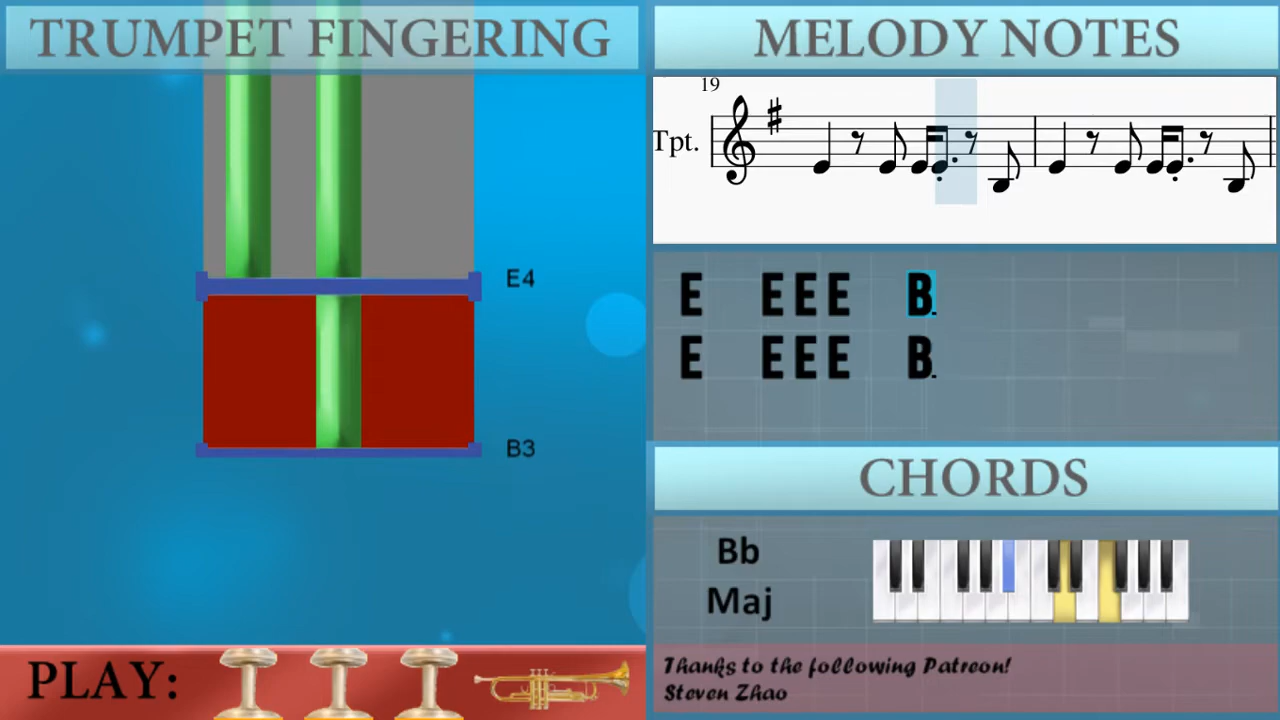 TRUMPET FINGERING
E4
B3
PLAY:
MELODY NOTES
19
Tpt.
E EEE B.
E EEE B.
CHORDS
Bb
Maj
Thanks to the following Patreon!
Steven Zhao